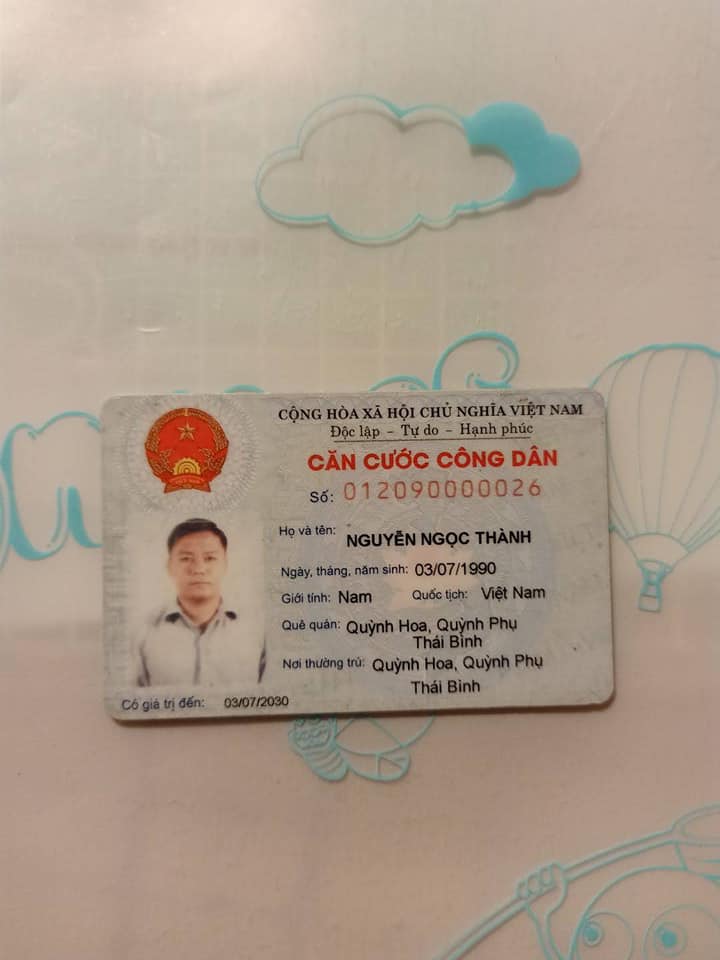 CỘNG HÒA XÃ HỘI CHỦ NGHĨA VIỆT NAM
Độc lập - Tự do - Hạnh phúc
CĂN CƯỚC CÔNG DÂN
Số: 012090000026
Họ và tên: NGUYỄN NGỌC THÀNH
Ngày, tháng, năm sinh: 03/07/1990
Giới tính: Nam Quốc tịch: Việt Nam
Quê quán: Quỳnh Hoa, Quỳnh Phụ
Thái Bình
Nơi thường trú: Quỳnh Hoa, Quỳnh Phụ
Thái Bình
Có giá trị đến: 03/07/2030